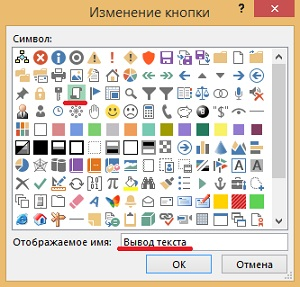 Изменение кнопки
Символ:
Отображаемое имя: Вывод текста
ОК
Отмена